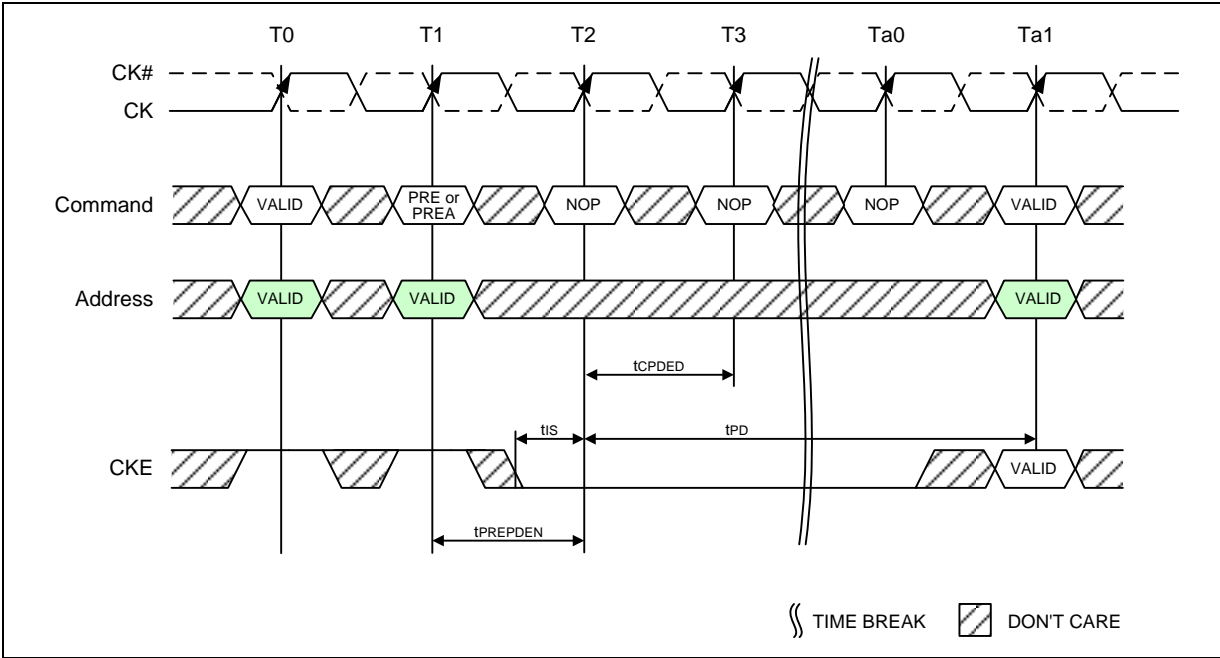 T0 T1 T2 T3 Ta0 Ta1
CK#
CK
Command VALID PRE or PREA NOP NOP NOP VALID
Address VALID VALID VALID
tCPDED
tIS tPD
CKE VALID
tPREPDEN
TIME BREAK DON'T CARE